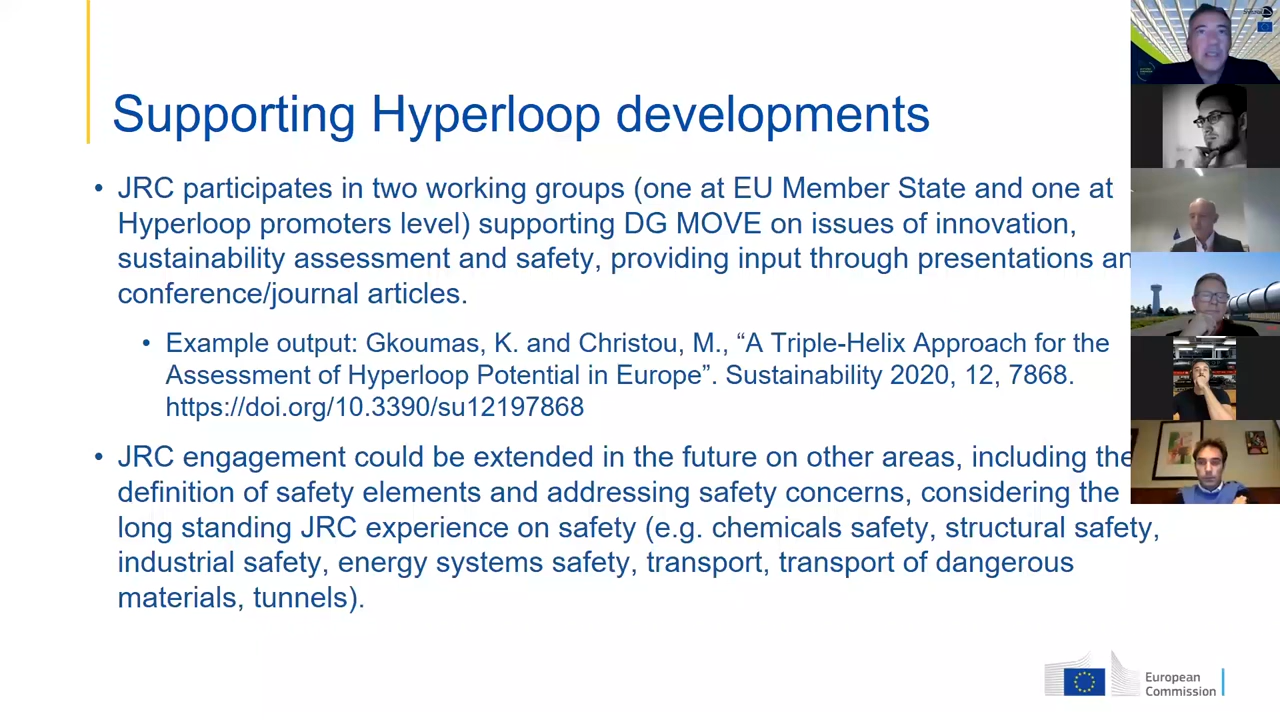 Supporting Hyperloop developments
• JRC participates in two working groups (one at EU Member State and one at
Hyperloop promoters level) supporting DG MOVE on issues of innovation,
sustainability assessment and safety, providing input through presentations an
conference/journal articles.
• Example output: Gkoumas, K. and Christou, M., “A Triple-Helix Approach for the
Assessment of Hyperloop Potential in Europe”. Sustainability 2020, 12, 7868.
https://doi.org/10.3390/su12197868
• JRC engagement could be extended in the future on other areas, including the
definition of safety elements and addressing safety concerns, considering the
long standing JRC experience on safety (e.g. chemicals safety, structural safety,
industrial safety, energy systems safety, transport, transport of dangerous
materials, tunnels).
European
Commission